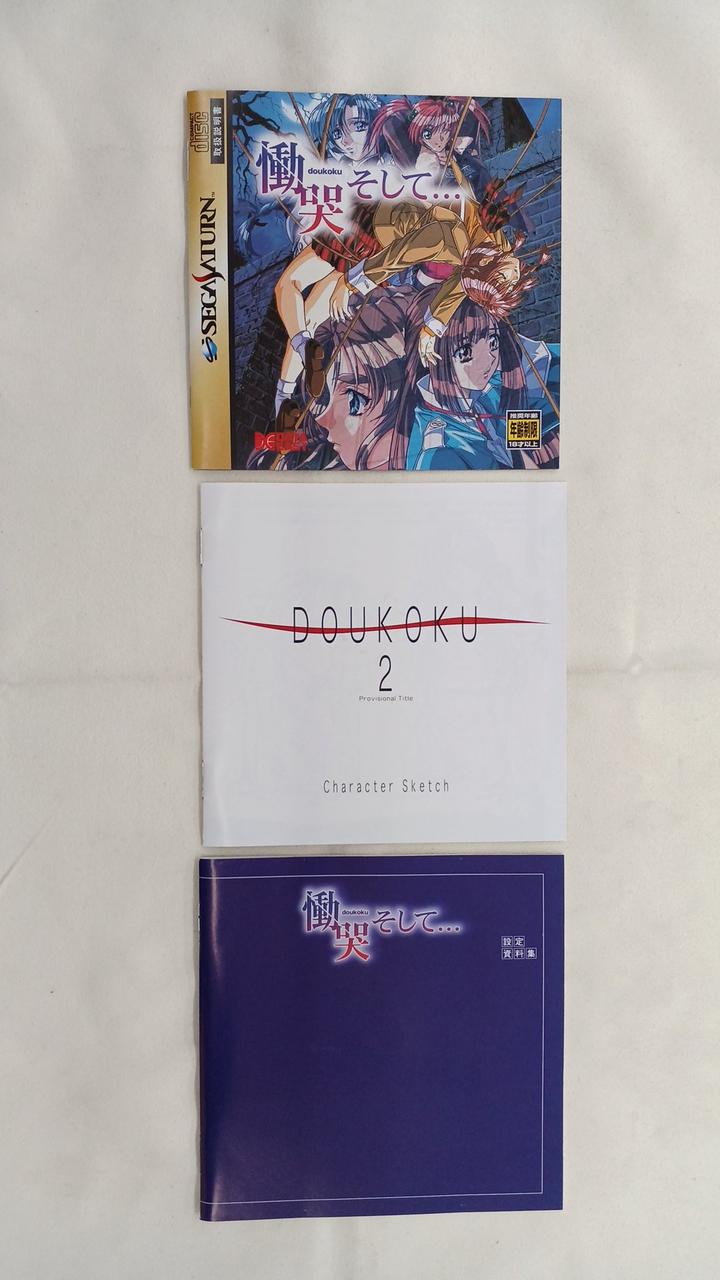 COMPACT
disc
取扱説明書
SEGA SATURN™
慟哭
doukoku
そして...
推奨年齢
年齢制限
18才以上
DOUKOKU
2
Provisional Title
Character Sketch
慟哭
doukoku
そして...
設定
資料集